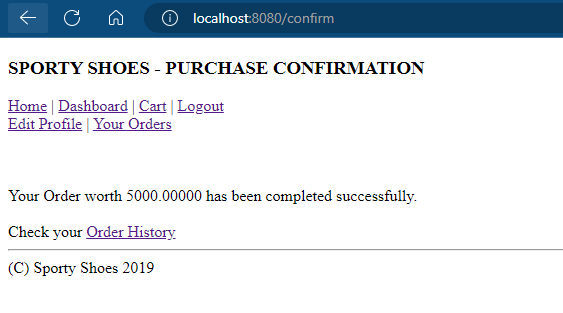 localhost:8080/confirm
SPORTY SHOES - PURCHASE CONFIRMATION
Home | Dashboard | Cart | Logout
Edit Profile | Your Orders
Your Order worth 5000.00000 has been completed successfully.
Check your Order History
(C) Sporty Shoes 2019